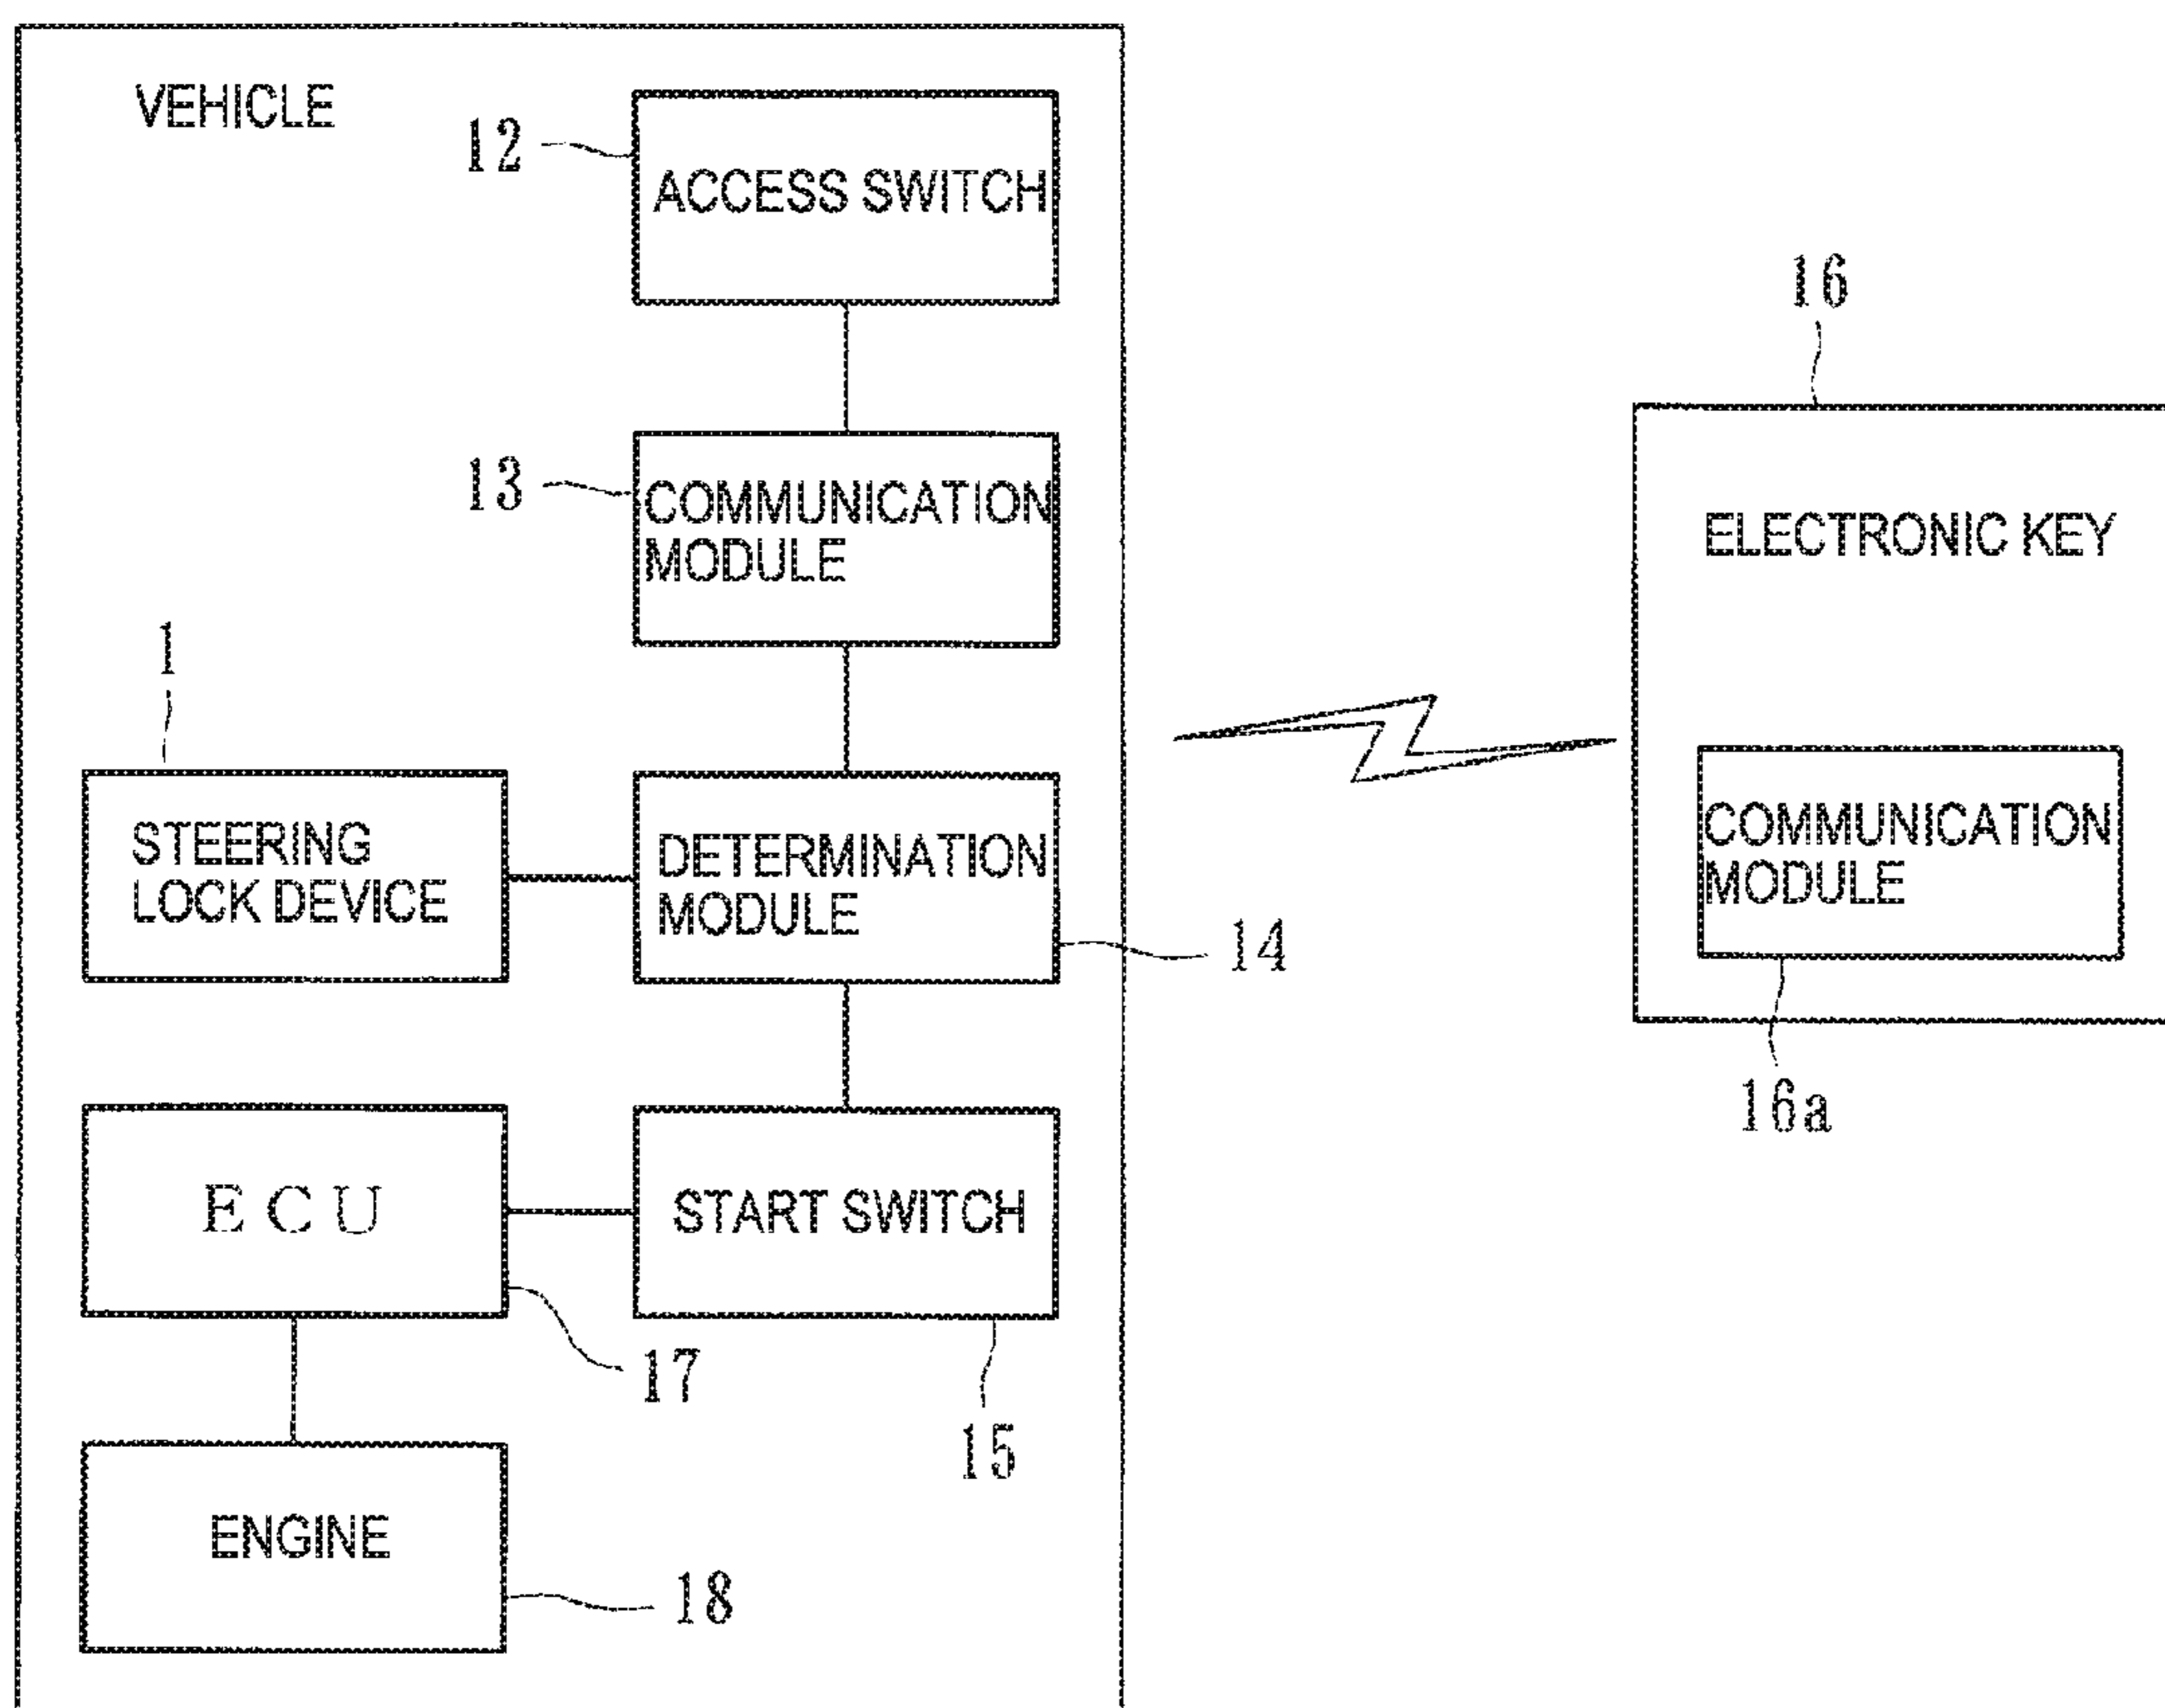 VEHICLE
12
ACCESS SWITCH
16
13
COMMUNICATION
MODULE
ELECTRONIC KEY
1
STEERING
LOCK DEVICE
DETERMINATION
MODULE
14
COMMUNICATION
MODULE
16a
E C U
START SWITCH
17
15
ENGINE
18